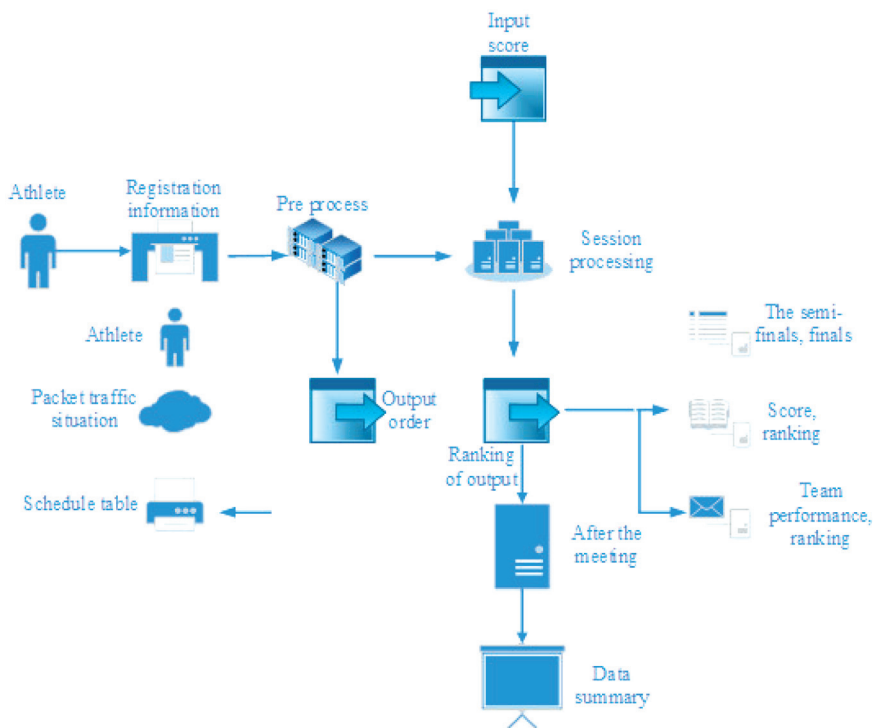 Input
score
Athlete
Registration
information
Pre process
Session
processing
Athlete
The semi-
finals, finals
Packet traffic
situation
Output
order
Score,
ranking
Ranking
of output
Schedule table
After the
meeting
Team
performance,
ranking
Data
summary